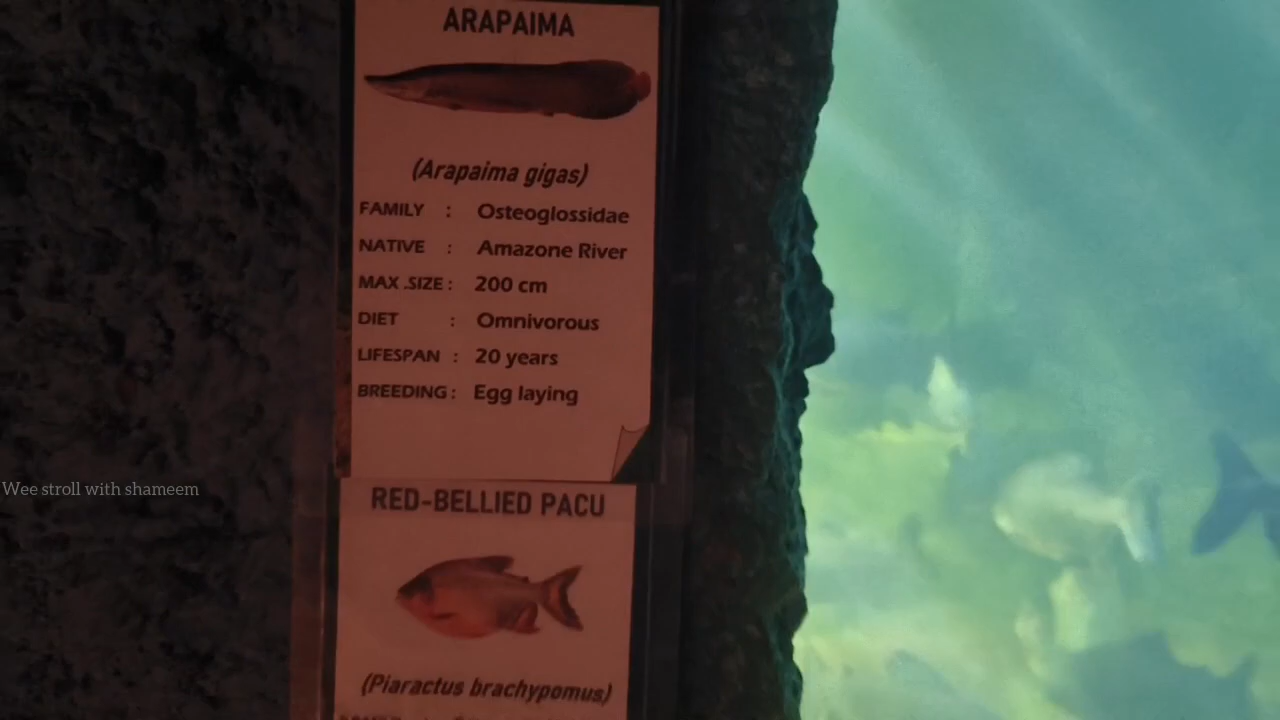 ARAPAIMA
(Arapaima gigas)
FAMILY : Osteoglossidae
NATIVE : Amazone River
MAX .SIZE : 200 cm
DIET : Omnivorous
LIFESPAN : 20 years
BREEDING : Egg laying
Wee stroll with shameem
RED-BELLIED PACU
(Piaractus brachypomus)